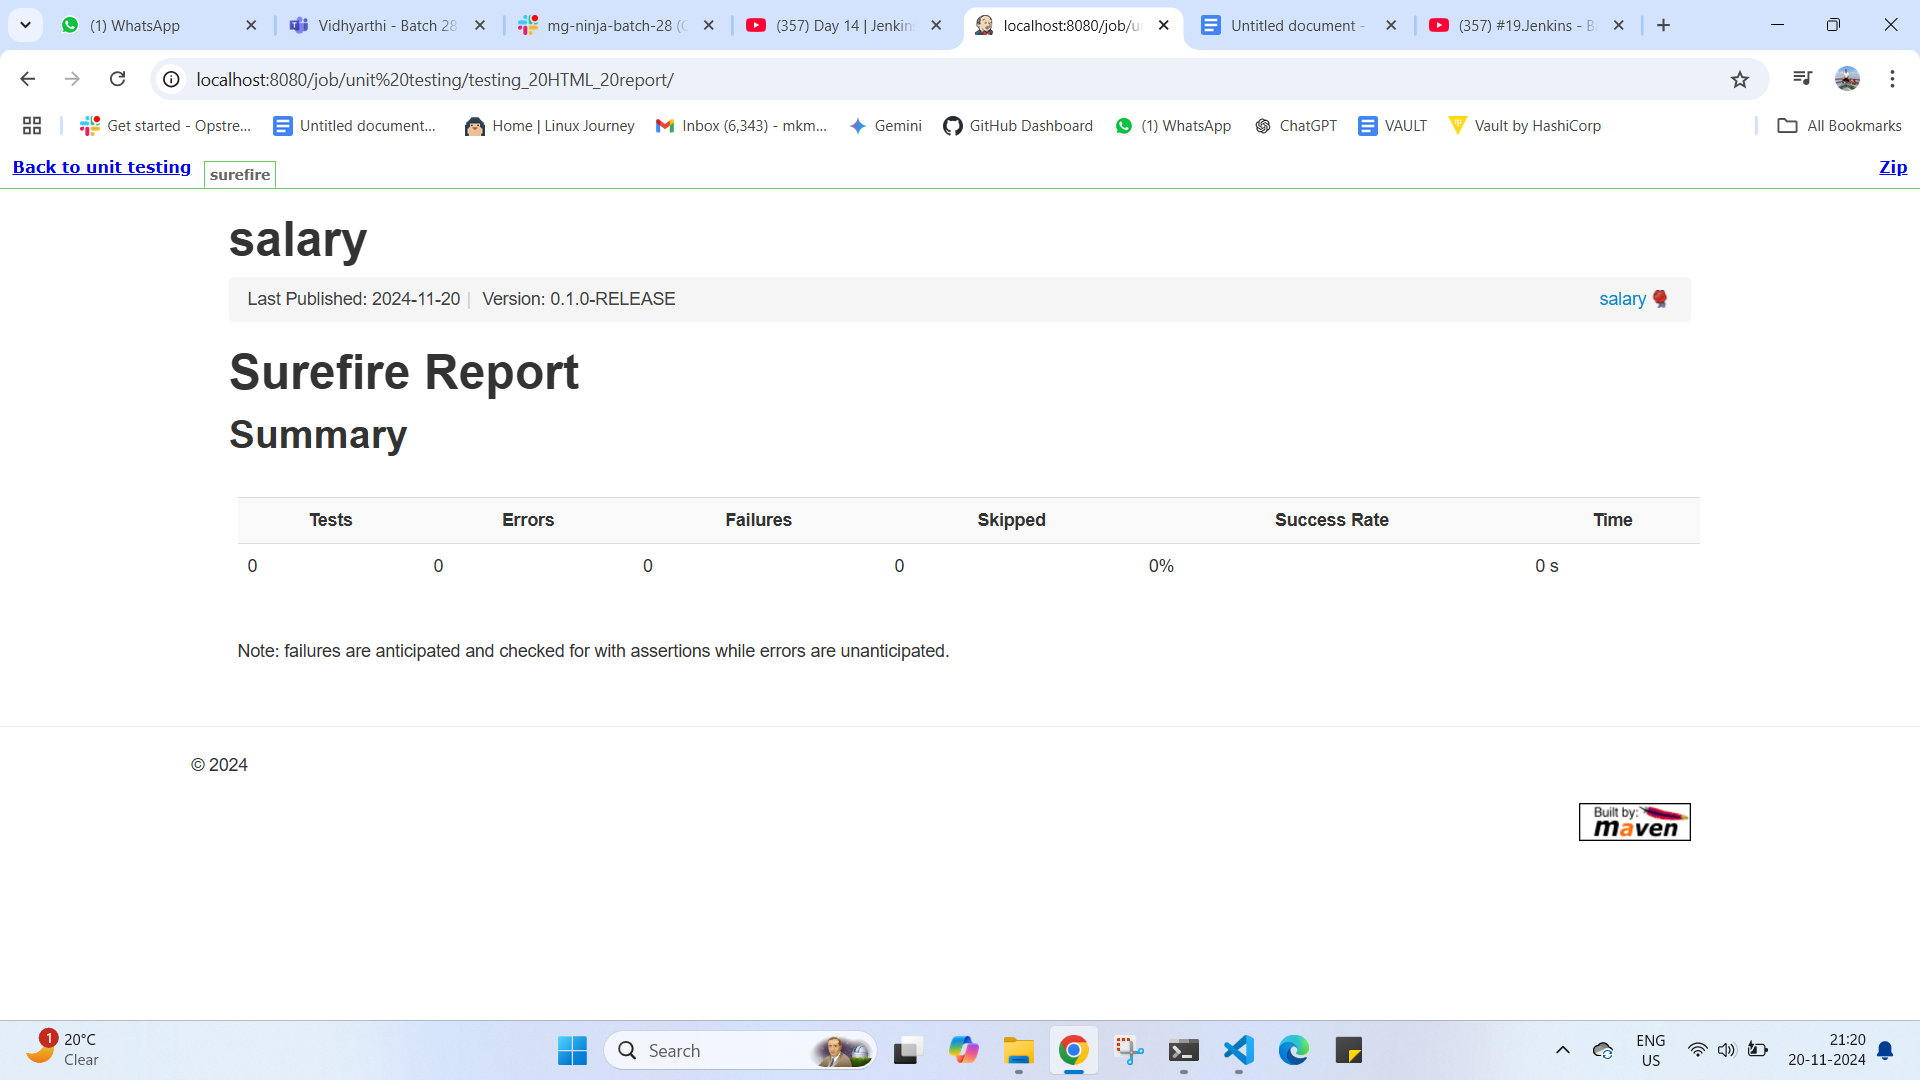 (1) WhatsApp
Vidhyarthi - Batch 28
mg-ninja-batch-28 (C
(357) Day 14 | Jenkins
localhost:8080/job/u
Untitled document -
(357) #19.Jenkins - B
localhost:8080/job/unit%20testing/testing_20HTML_20report/
Get started - Opstre...
Untitled document...
Home | Linux Journey
Inbox (6,343) - mkm...
Gemini
GitHub Dashboard
(1) WhatsApp
ChatGPT
VAULT
Vault by HashiCorp
All Bookmarks
Back to unit testing
surefire
Zip
salary
Last Published: 2024-11-20 | Version: 0.1.0-RELEASE
salary
Surefire Report
Summary
Tests Errors Failures Skipped Success Rate Time
0 0 0 0 0% 0 s
Note: failures are anticipated and checked for with assertions while errors are unanticipated.
© 2024
Built by:
maven
1
20°C
Clear
Search
ENG
US
21:20
20-11-2024